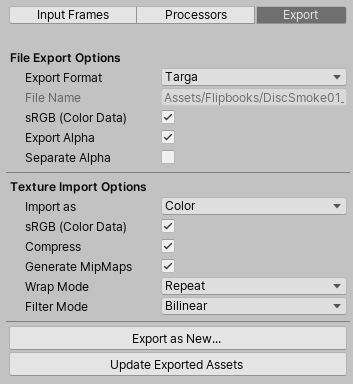 Input Frames Processors Export
File Export Options
Export Format Targa
File Name Assets/Flipbooks/DiscSmoke01_
sRGB (Color Data)
Export Alpha
Separate Alpha
Texture Import Options
Import as Color
sRGB (Color Data)
Compress
Generate MipMaps
Wrap Mode Repeat
Filter Mode Bilinear
Export as New...
Update Exported Assets